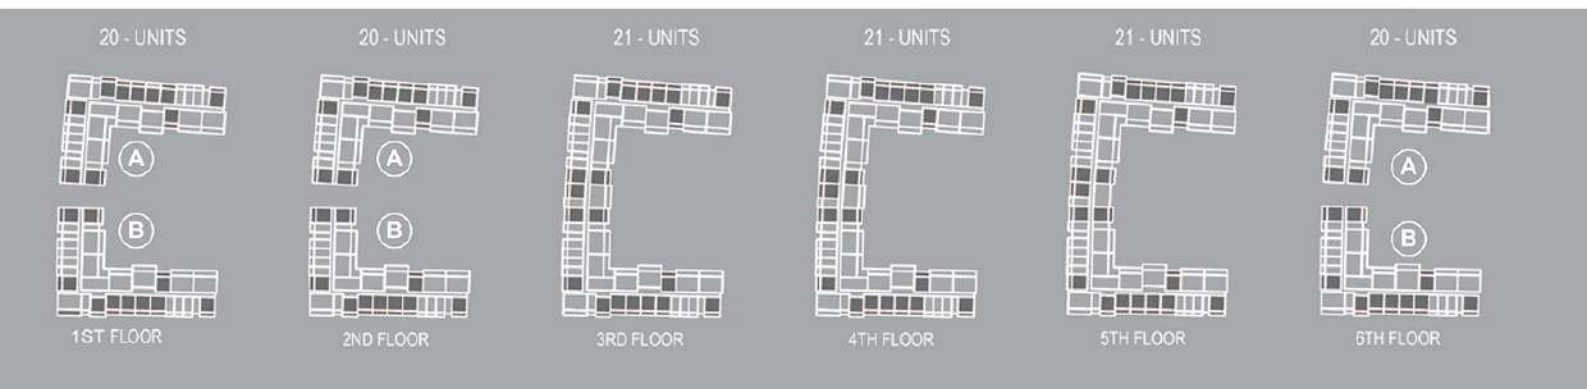 20 - UNITS
20 - UNITS
21 - UNITS
21 - UNITS
21 - UNITS
20 - UNITS
A
A
A
B
B
B
1ST FLOOR
2ND FLOOR
3RD FLOOR
4TH FLOOR
5TH FLOOR
6TH FLOOR